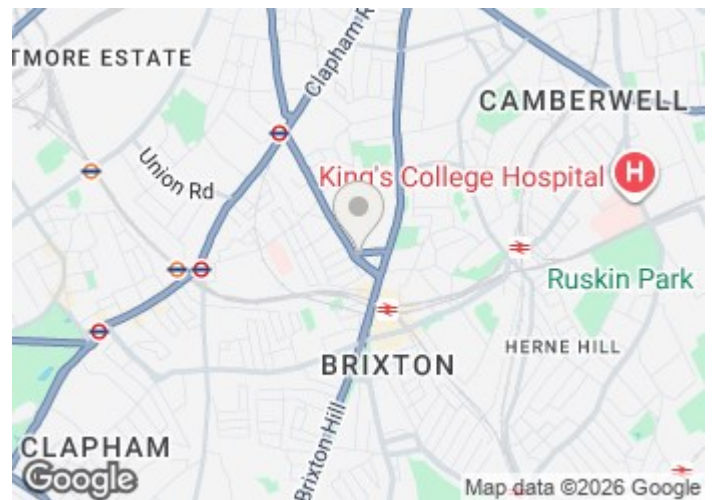 TMORE ESTATE
Clapham R
CAMBERWELL
Union Rd
King's College Hospital
H
Ruskin Park
BRIXTON
HERNE HILL
Brixton Hill
CLAPHAM
Google
Map data ©2026 Google